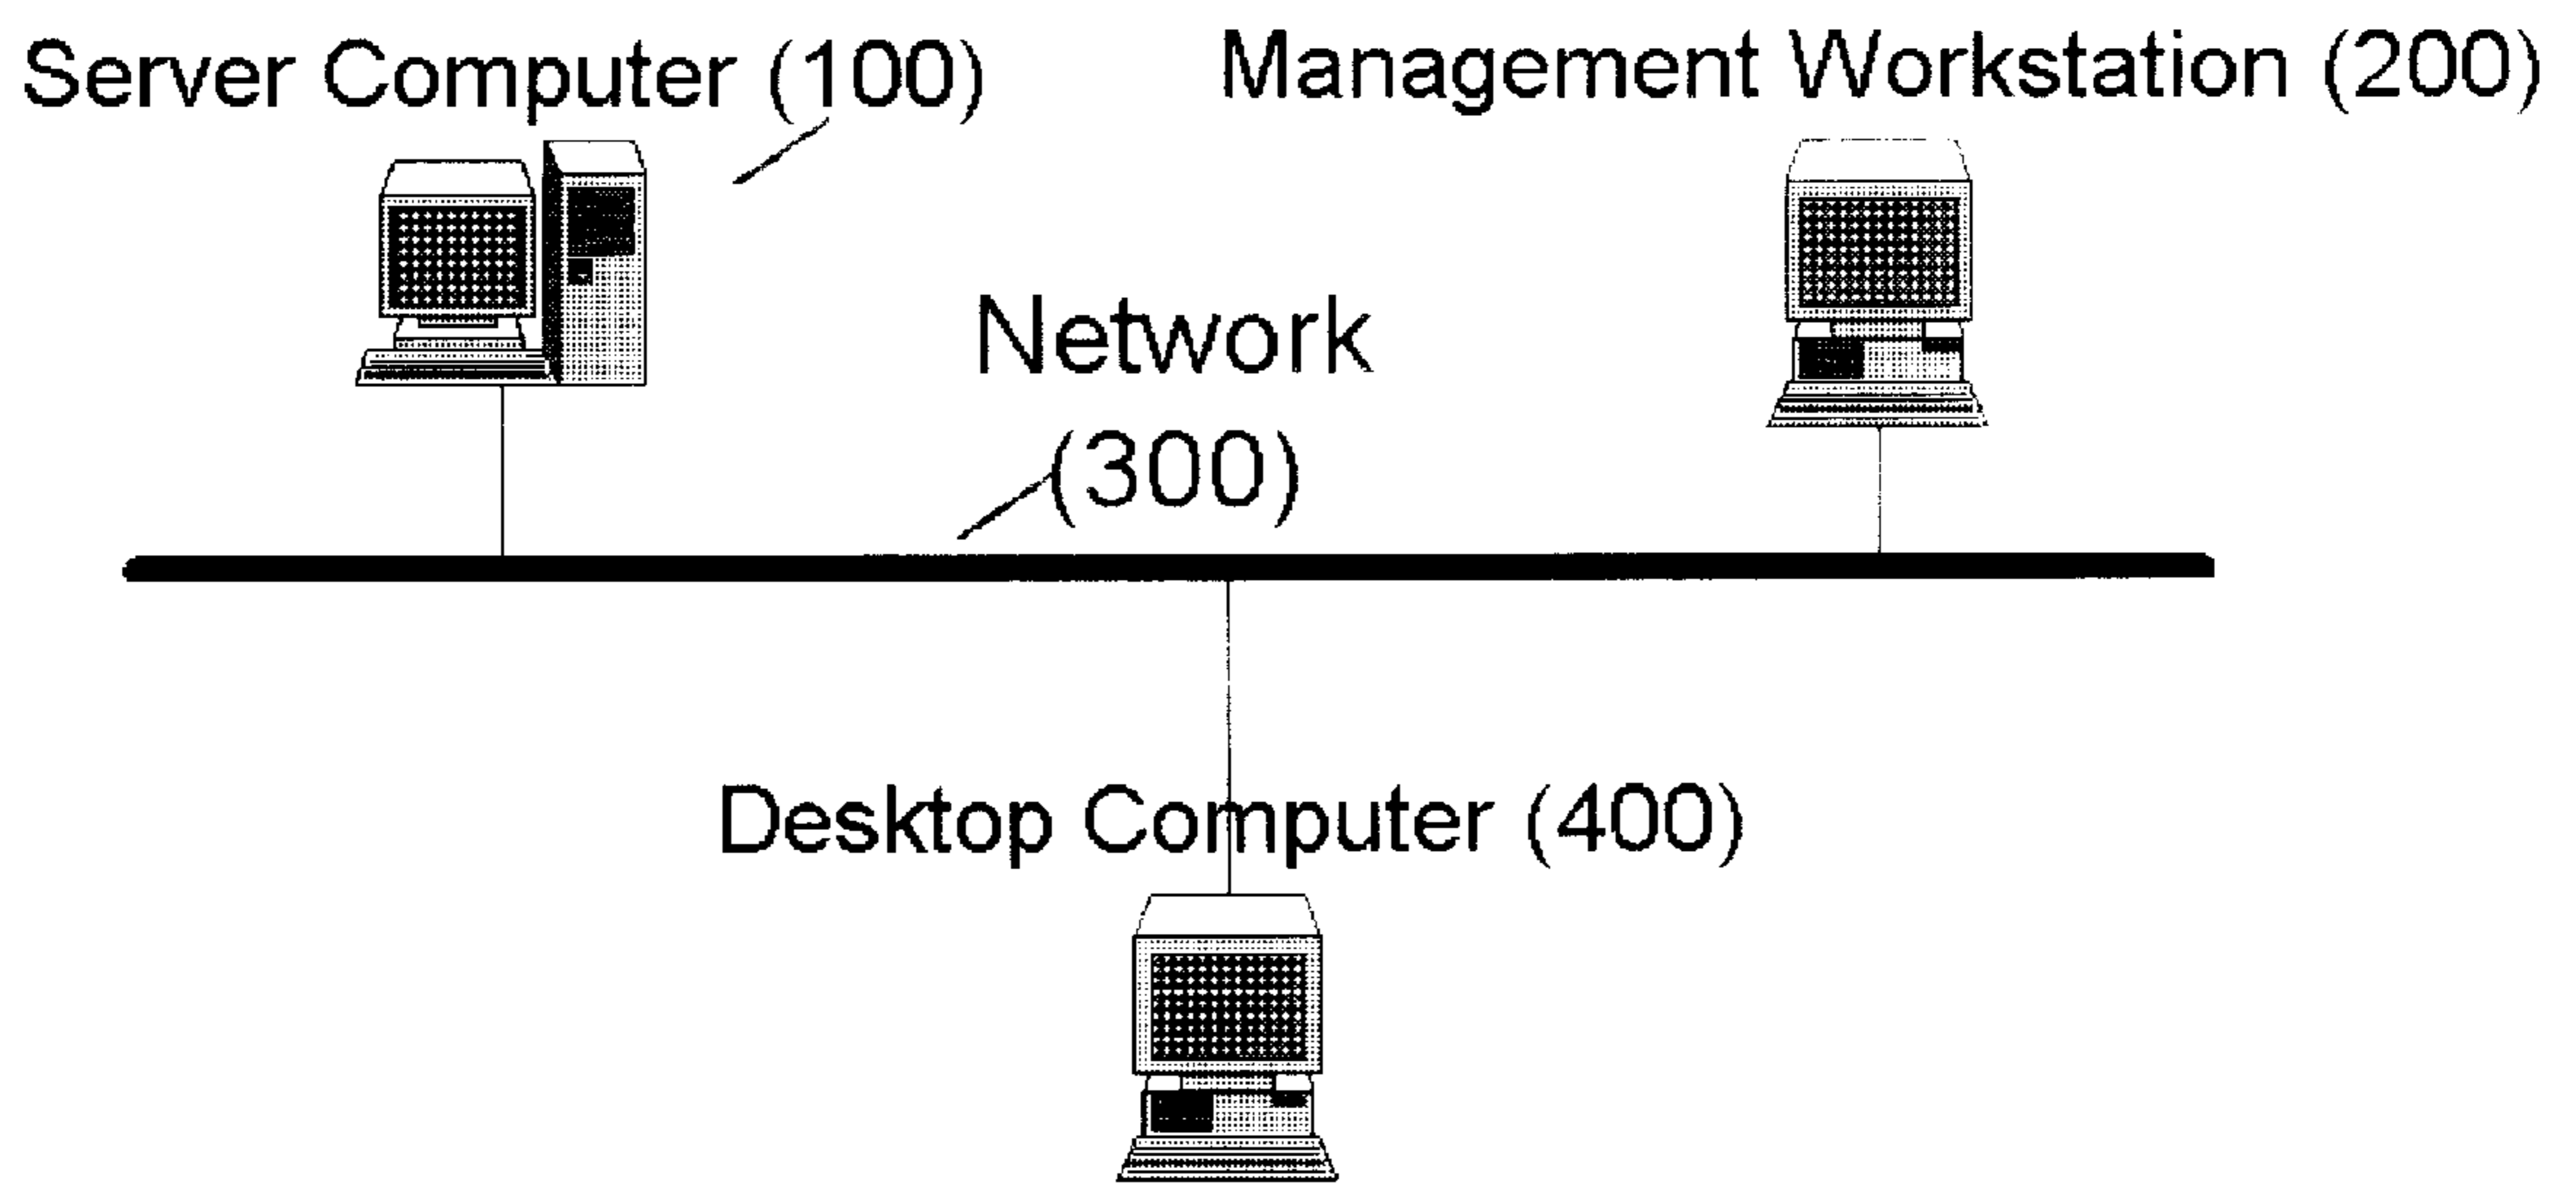 Server Computer (100)
Management Workstation (200)
Network
(300)
Desktop Computer (400)